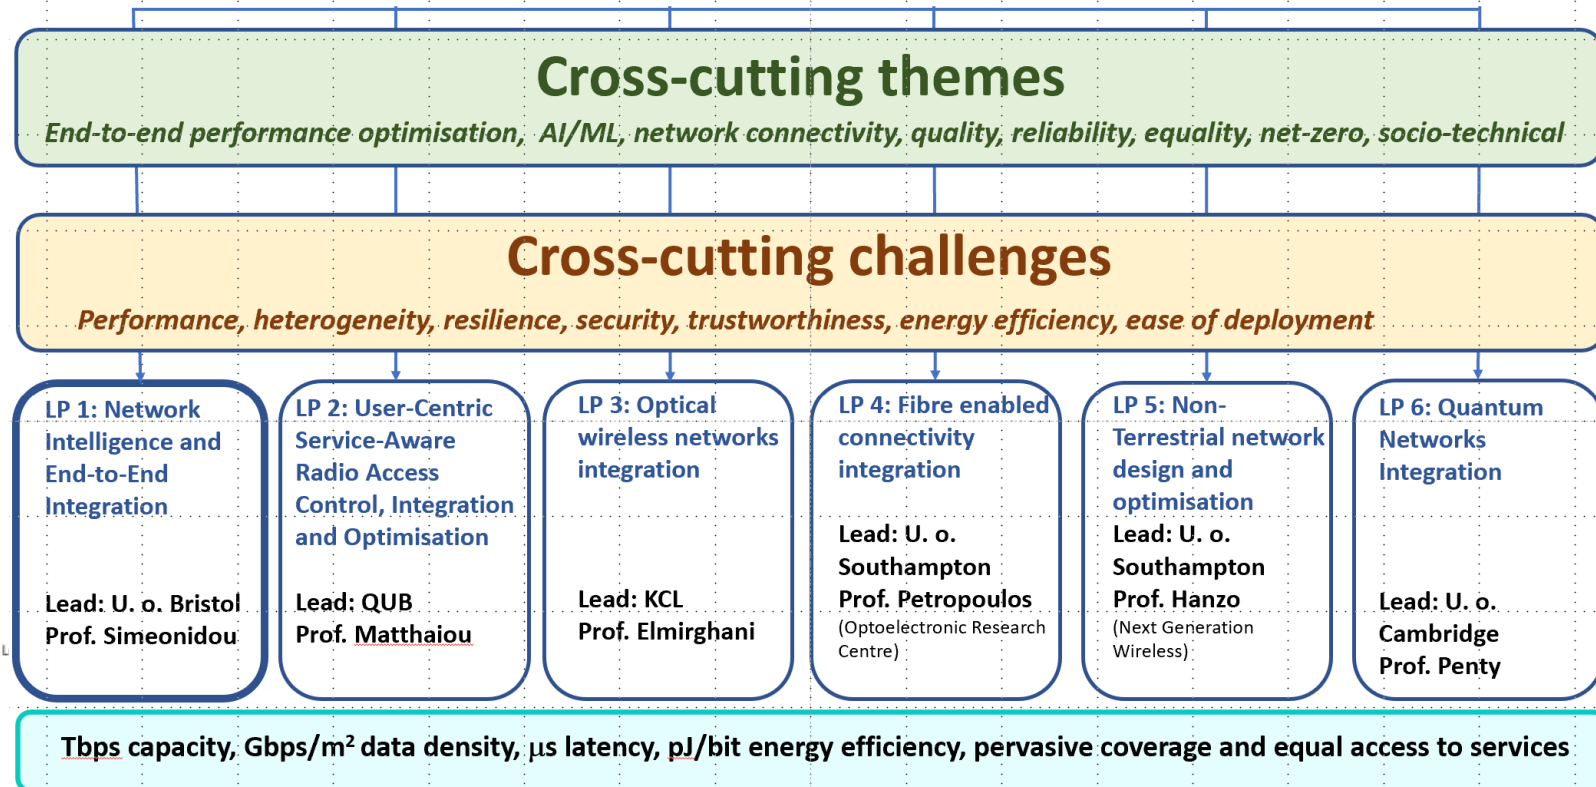 Cross-cutting themes
End-to-end performance optimisation, AI/ML, network connectivity, quality, reliability, equality, net-zero, socio-technical
Cross-cutting challenges
Performance, heterogeneity, resilience, security, trustworthiness, energy efficiency, ease of deployment
LP 1: Network
Intelligence and
End-to-End
Integration
Lead: U. o. Bristol
Prof. Simeonidou
LP 2: User-Centric
Service-Aware
Radio Access
Control, Integration
and Optimisation
Lead: QUB
Prof. Matthaiou
LP 3: Optical
wireless networks
integration
Lead: KCL
Prof. Elmirghani
LP 4: Fibre enabled
connectivity
integration
Lead: U. o.
Southampton
Prof. Petropoulos
(Optoelectronic Research
Centre)
LP 5: Non-
Terrestrial network
design and
optimisation
Lead: U. o.
Southampton
Prof. Hanzo
(Next Generation
Wireless)
LP 6: Quantum
Networks
Integration
Lead: U. o.
Cambridge
Prof. Penty
Tbps capacity, Gbps/m² data density, μs latency, pJ/bit energy efficiency, pervasive coverage and equal access to services